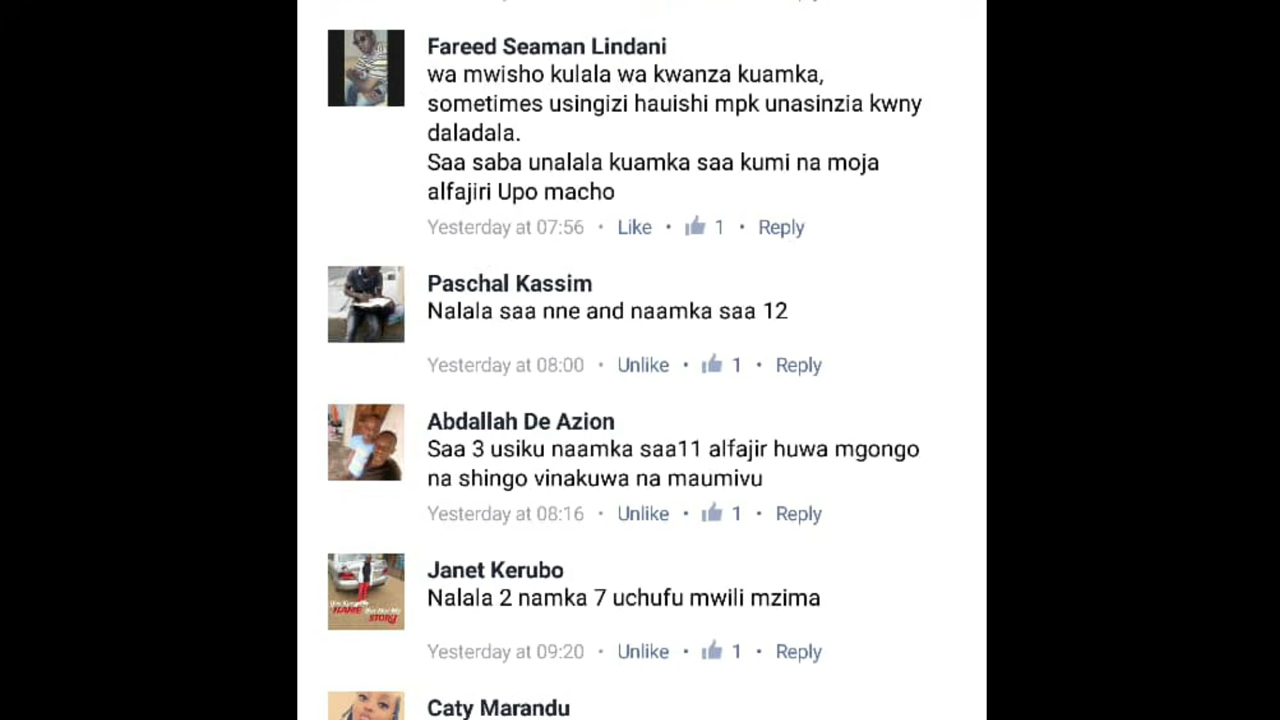 Fareed Seaman Lindani
wa mwisho kulala wa kwanza kuamka,
sometimes usingizi hauishi mpk unasinzia kwny
daladala.
Saa saba unalala kuamka saa kumi na moja
alfajiri Upo macho
Yesterday at 07:56 • Like • 1 • Reply
Paschal Kassim
Nalala saa nne and naamka saa 12
Yesterday at 08:00 • Unlike • 1 • Reply
Abdallah De Azion
Saa 3 usiku naamka saa11 alfajir huwa mgongo
na shingo vinakuwa na maumivu
Yesterday at 08:16 • Unlike • 1 • Reply
Janet Kerubo
Nalala 2 namka 7 uchufu mwili mzima
NAME
STORY
Yesterday at 09:20 • Unlike • 1 • Reply
Caty Marandu